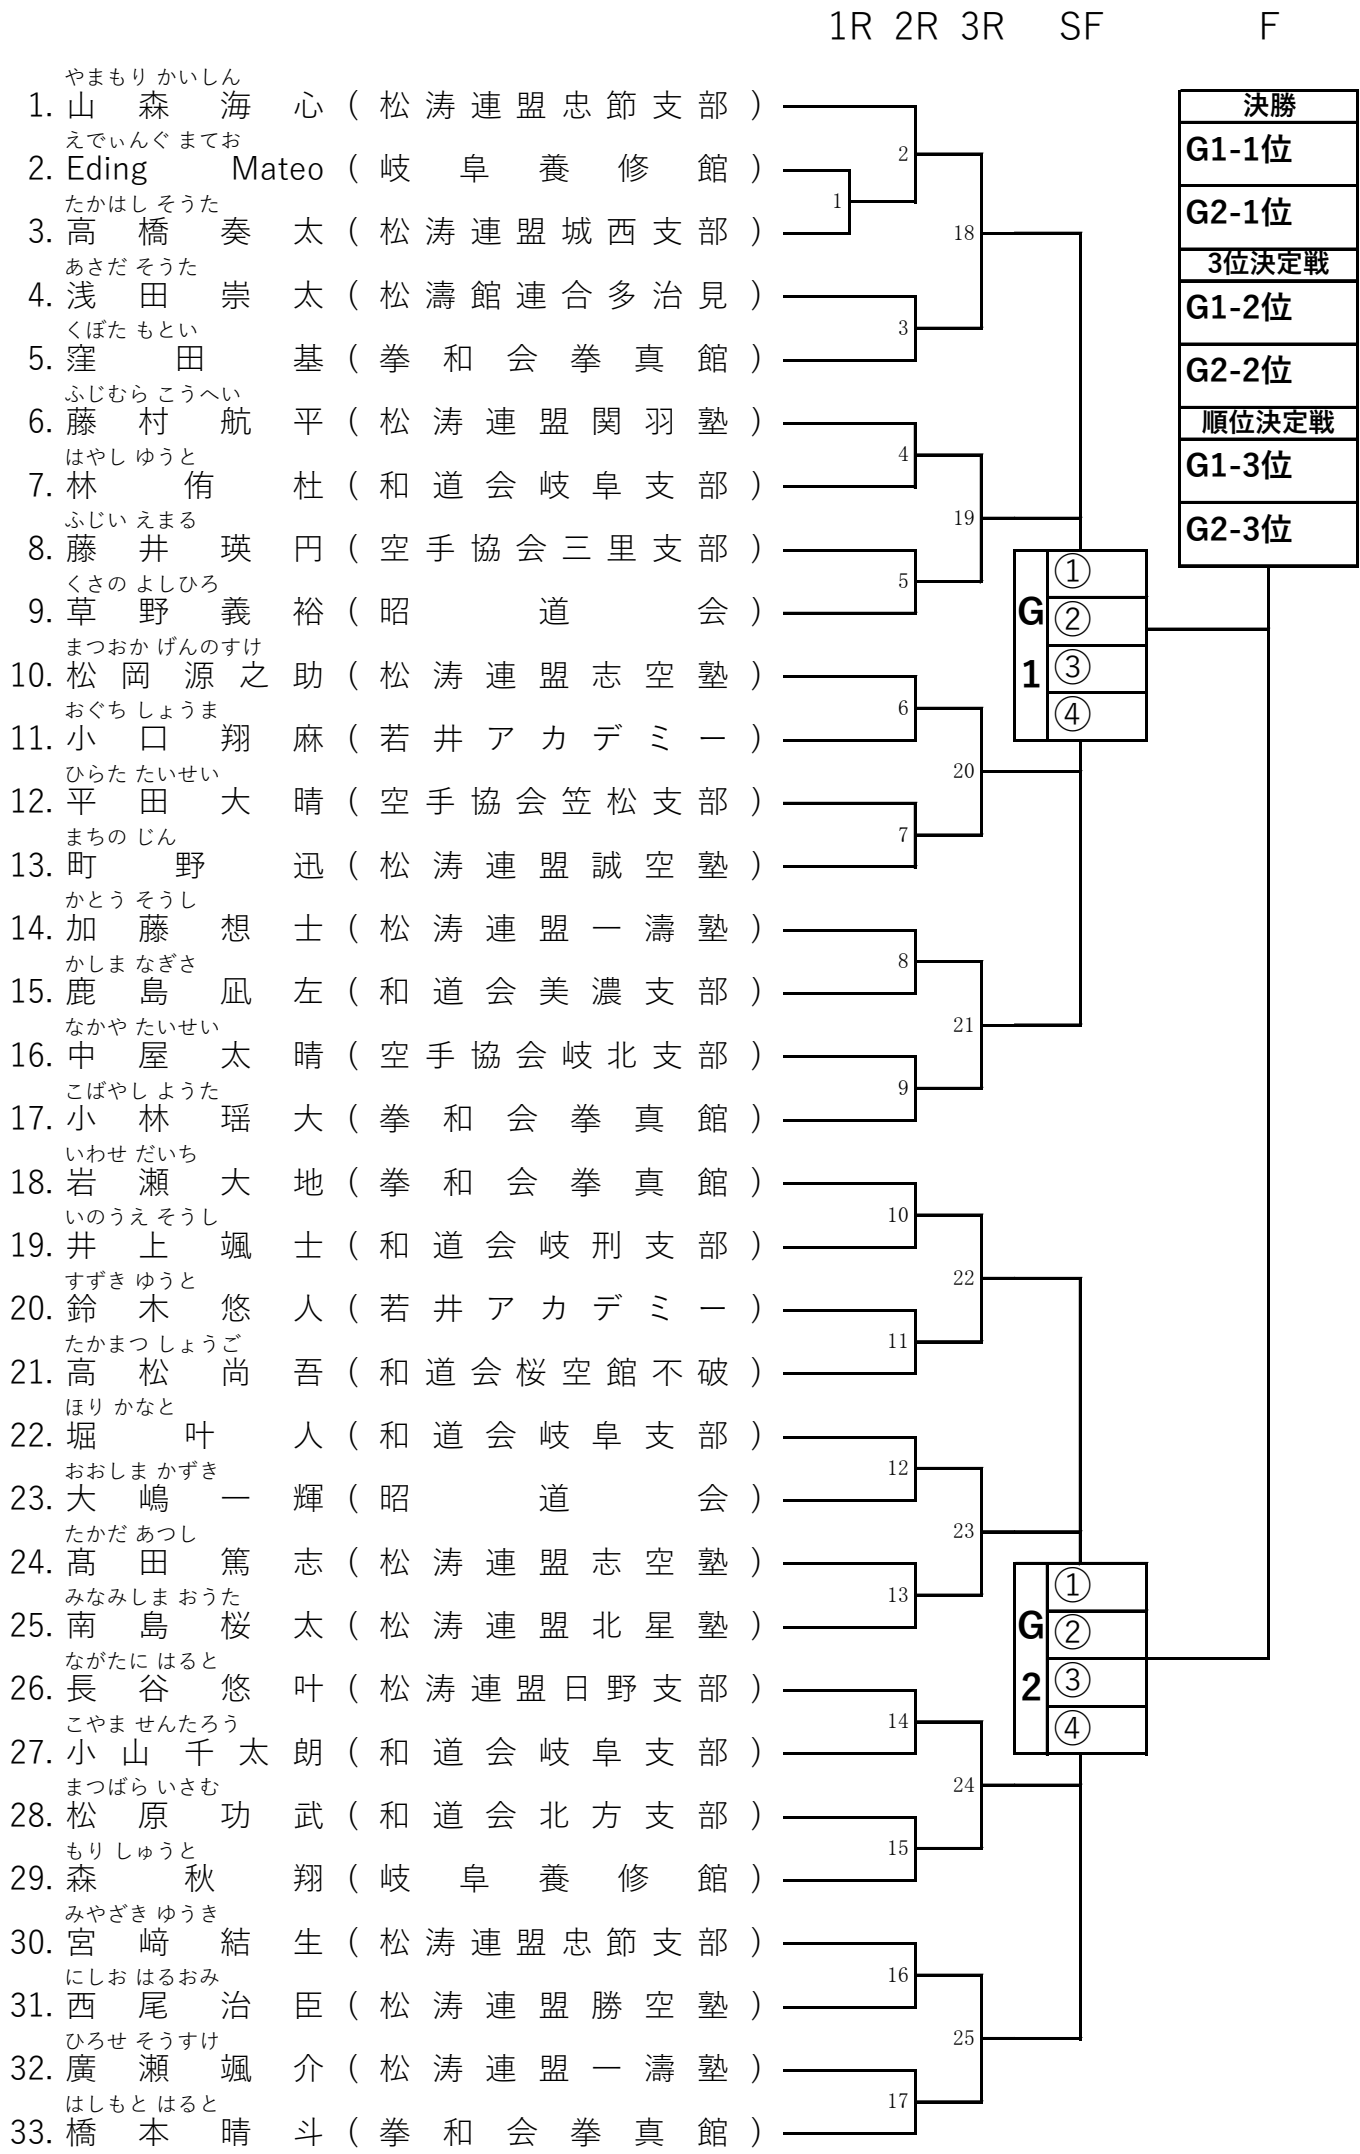 1R 2R 3R SF F
やまもり かいしん
1. 山森海心 (松涛連盟忠節支部)
えでぃんぐ まてお
2. Eding Mateo (岐阜養修館)
たかはし そうた
3. 高橋奏太 (松涛連盟城西支部)
あさだ そうた
4. 浅田崇太 (松濤館連合多治見)
くぼた もとい
5. 窪田基 (拳和会拳真館)
ふじむら こうへい
6. 藤村航平 (松涛連盟関羽塾)
はやし ゆうと
7. 林侑杜 (和道会岐阜支部)
ふじい えまる
8. 藤井瑛円 (空手協会三里支部)
くさの よしひろ
9. 草野義裕 (昭道会)
まつおか げんのすけ
10. 松岡源之助 (松涛連盟志空塾)
おぐち しょうま
11. 小口翔麻 (若井アカデミー)
ひらた たいせい
12. 平田大晴 (空手協会笠松支部)
まちの じん
13. 町野迅 (松涛連盟誠空塾)
かとう そうし
14. 加藤想士 (松涛連盟一濤塾)
かしま なぎさ
15. 鹿島凪左 (和道会美濃支部)
なかや たいせい
16. 中屋太晴 (空手協会岐北支部)
こばやし ようた
17. 小林瑶大 (拳和会拳真館)
いわせ だいち
18. 岩瀬大地 (拳和会拳真館)
いのうえ そうし
19. 井上颯士 (和道会岐刑支部)
すずき ゆうと
20. 鈴木悠人 (若井アカデミー)
たかまつ しょうご
21. 高松尚吾 (和道会桜空館不破)
ほり かなと
22. 堀叶人 (和道会岐阜支部)
おおしま かずき
23. 大嶋一輝 (昭道会)
たかだ あつし
24. 髙田篤志 (松涛連盟志空塾)
みなみしま おうた
25. 南島桜太 (松涛連盟北星塾)
ながたに はると
26. 長谷悠叶 (松涛連盟日野支部)
こやま せんたろう
27. 小山千太朗 (和道会岐阜支部)
まつばら いさむ
28. 松原功武 (和道会北方支部)
もり しゅうと
29. 森秋翔 (岐阜養修館)
みやざき ゆうき
30. 宮﨑結生 (松涛連盟忠節支部)
にしお はるおみ
31. 西尾治臣 (松涛連盟勝空塾)
ひろせ そうすけ
32. 廣瀬颯介 (松涛連盟一濤塾)
はしもと はると
33. 橋本晴斗 (拳和会拳真館)
1
2
3
4
5
6
7
8
9
10
11
12
13
14
15
16
17
18
19
20
21
22
23
24
25
G1
①
②
③
④
G2
①
②
③
④
決勝
G1-1位
G2-1位
3位決定戦
G1-2位
G2-2位
順位決定戦
G1-3位
G2-3位